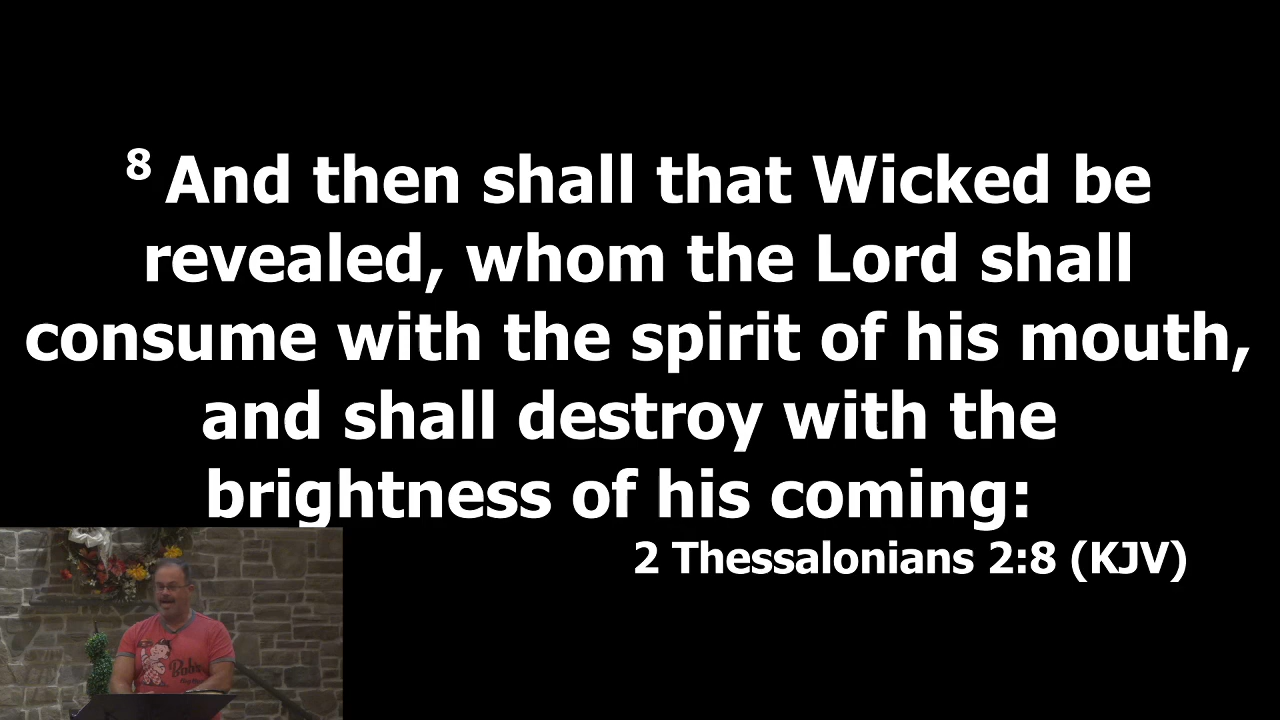 8 And then shall that Wicked be
revealed, whom the Lord shall
consume with the spirit of his mouth,
and shall destroy with the
brightness of his coming:
2 Thessalonians 2:8 (KJV)